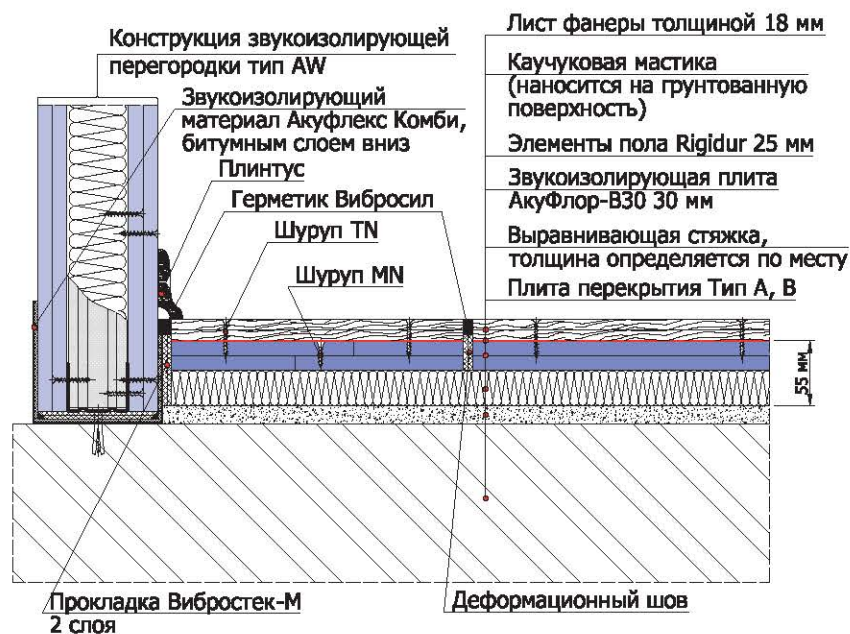 Конструкция звукоизолирующей
перегородки тип AW
Звукоизолирующий
материал Акуфлекс Комби,
битумным слоем вниз
Плинтус
Герметик Вибросил
Шуруп TN
Шуруп MN
Лист фанеры толщиной 18 мм
Каучуковая мастика
(наносится на грунтованную
поверхность)
Элементы пола Rigidur 25 мм
Звукоизолирующая плита
АкуФлор-В30 30 мм
Выравнивающая стяжка,
толщина определяется по месту
Плита перекрытия Тип А, В
55 мм
Прокладка Вибростек-М
2 слоя
Деформационный шов